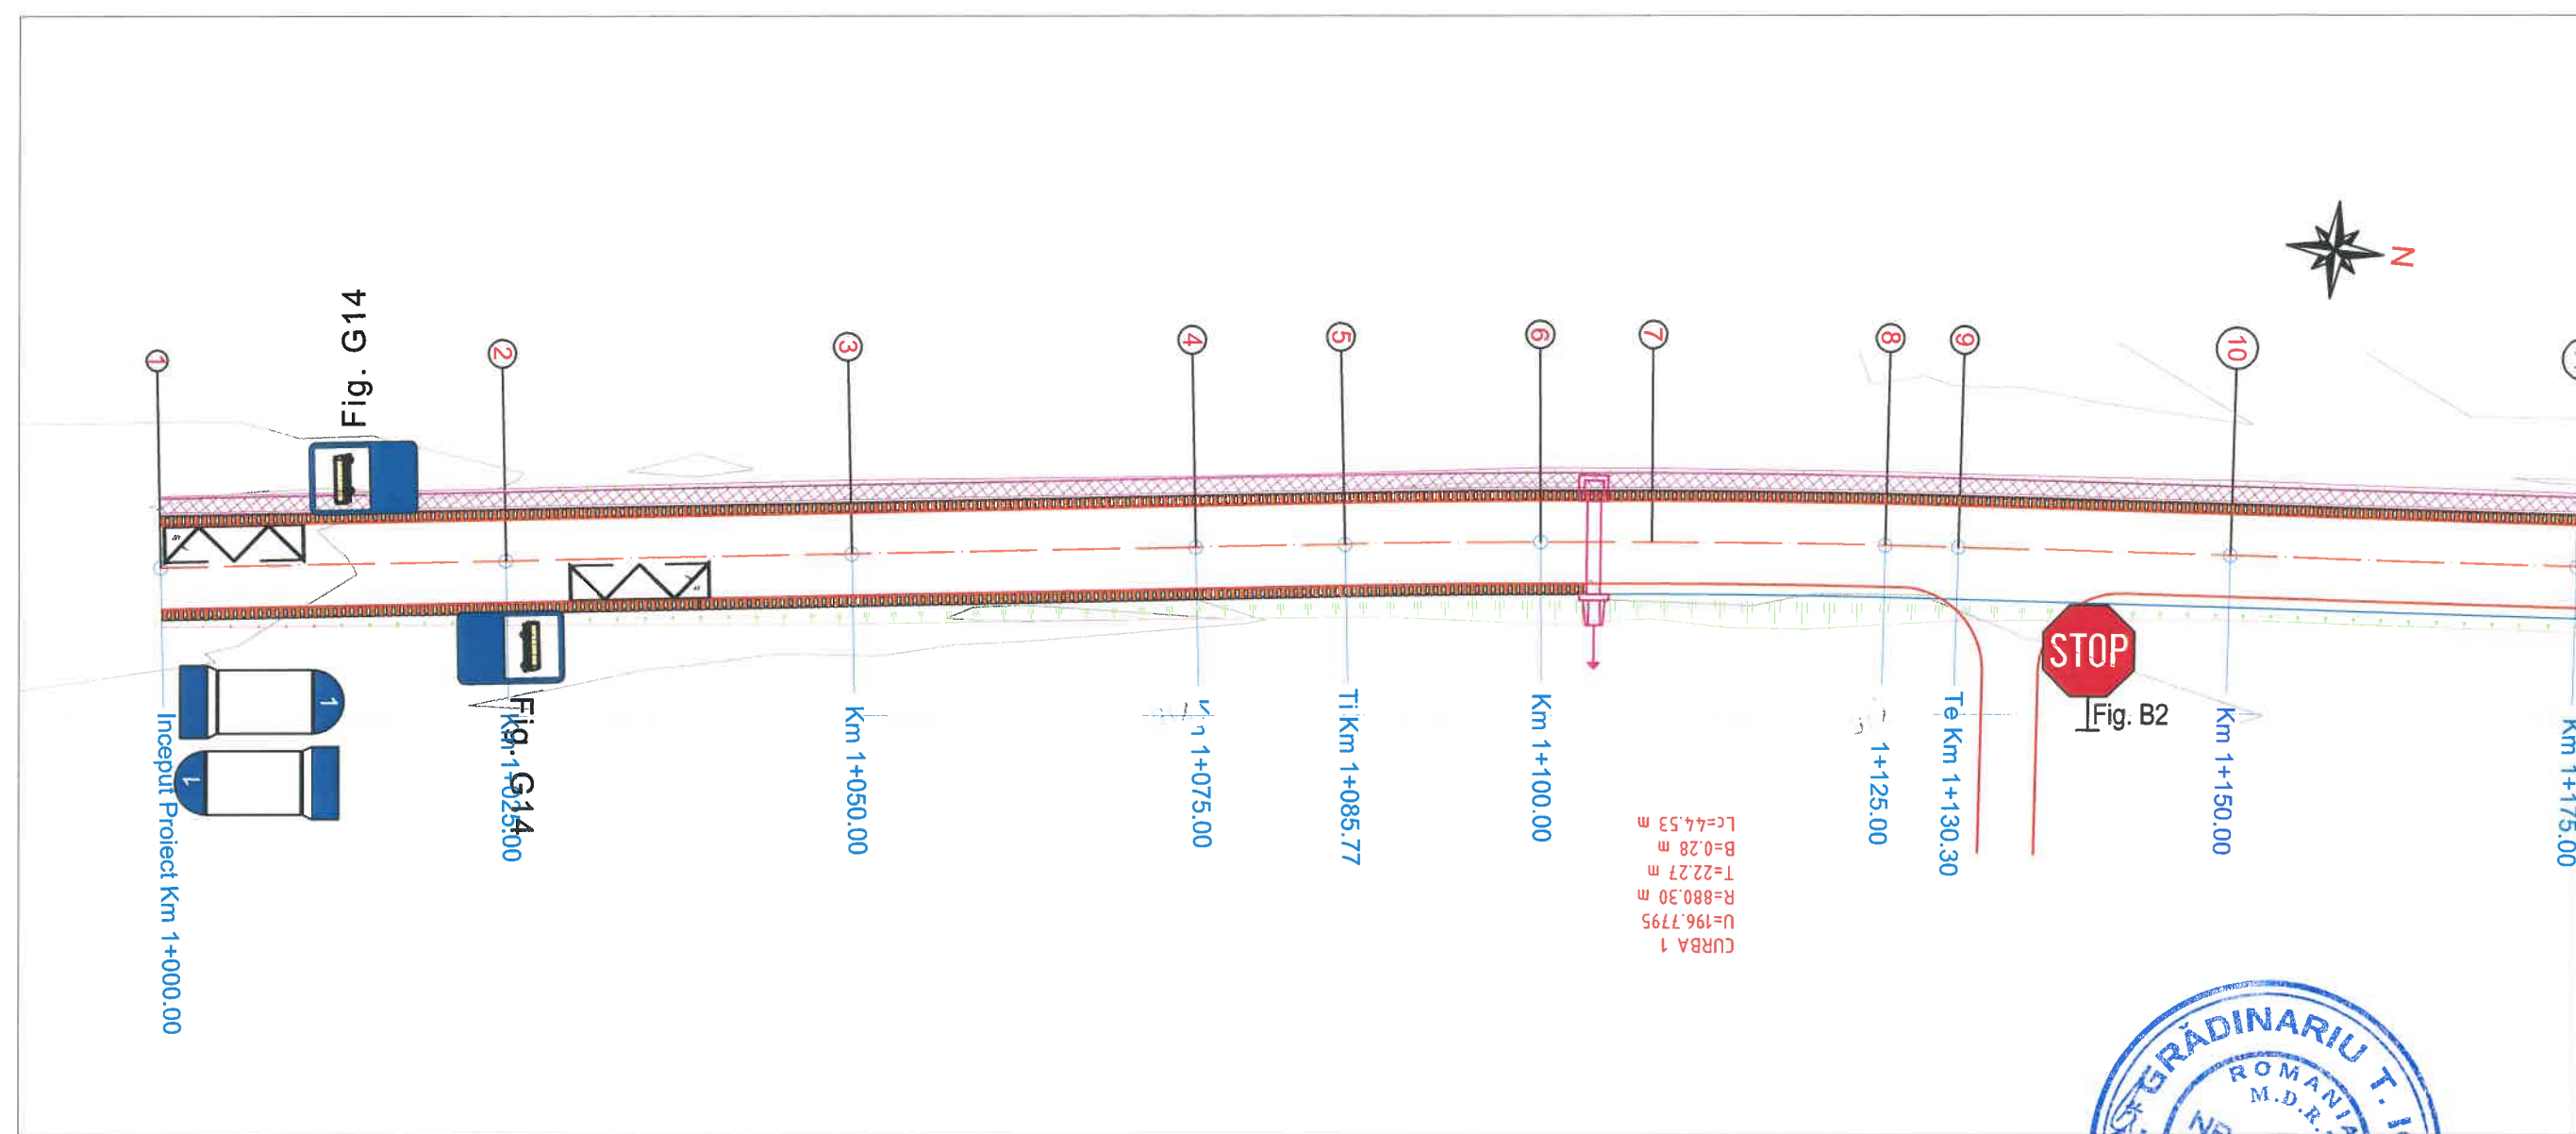 Fig. G14
1
2
3
4
5
6
7
8
9
10
N
STOP
Fig. B2
Fig. G14
1
1
Inceput Proiect Km 1+000.00
Km 1+025.00
Km 1+050.00
1+075.00
Ti Km 1+085.77
Km 1+100.00
1+125.00
Te Km 1+130.30
Km 1+150.00
Km 1+175.00
CURBA 1
U=196.7795
R=880.30 m
T=22.27 m
B=0.28 m
Lc=44.53 m
GRĂDINARIU T.
ROMANIA
M.D.R.